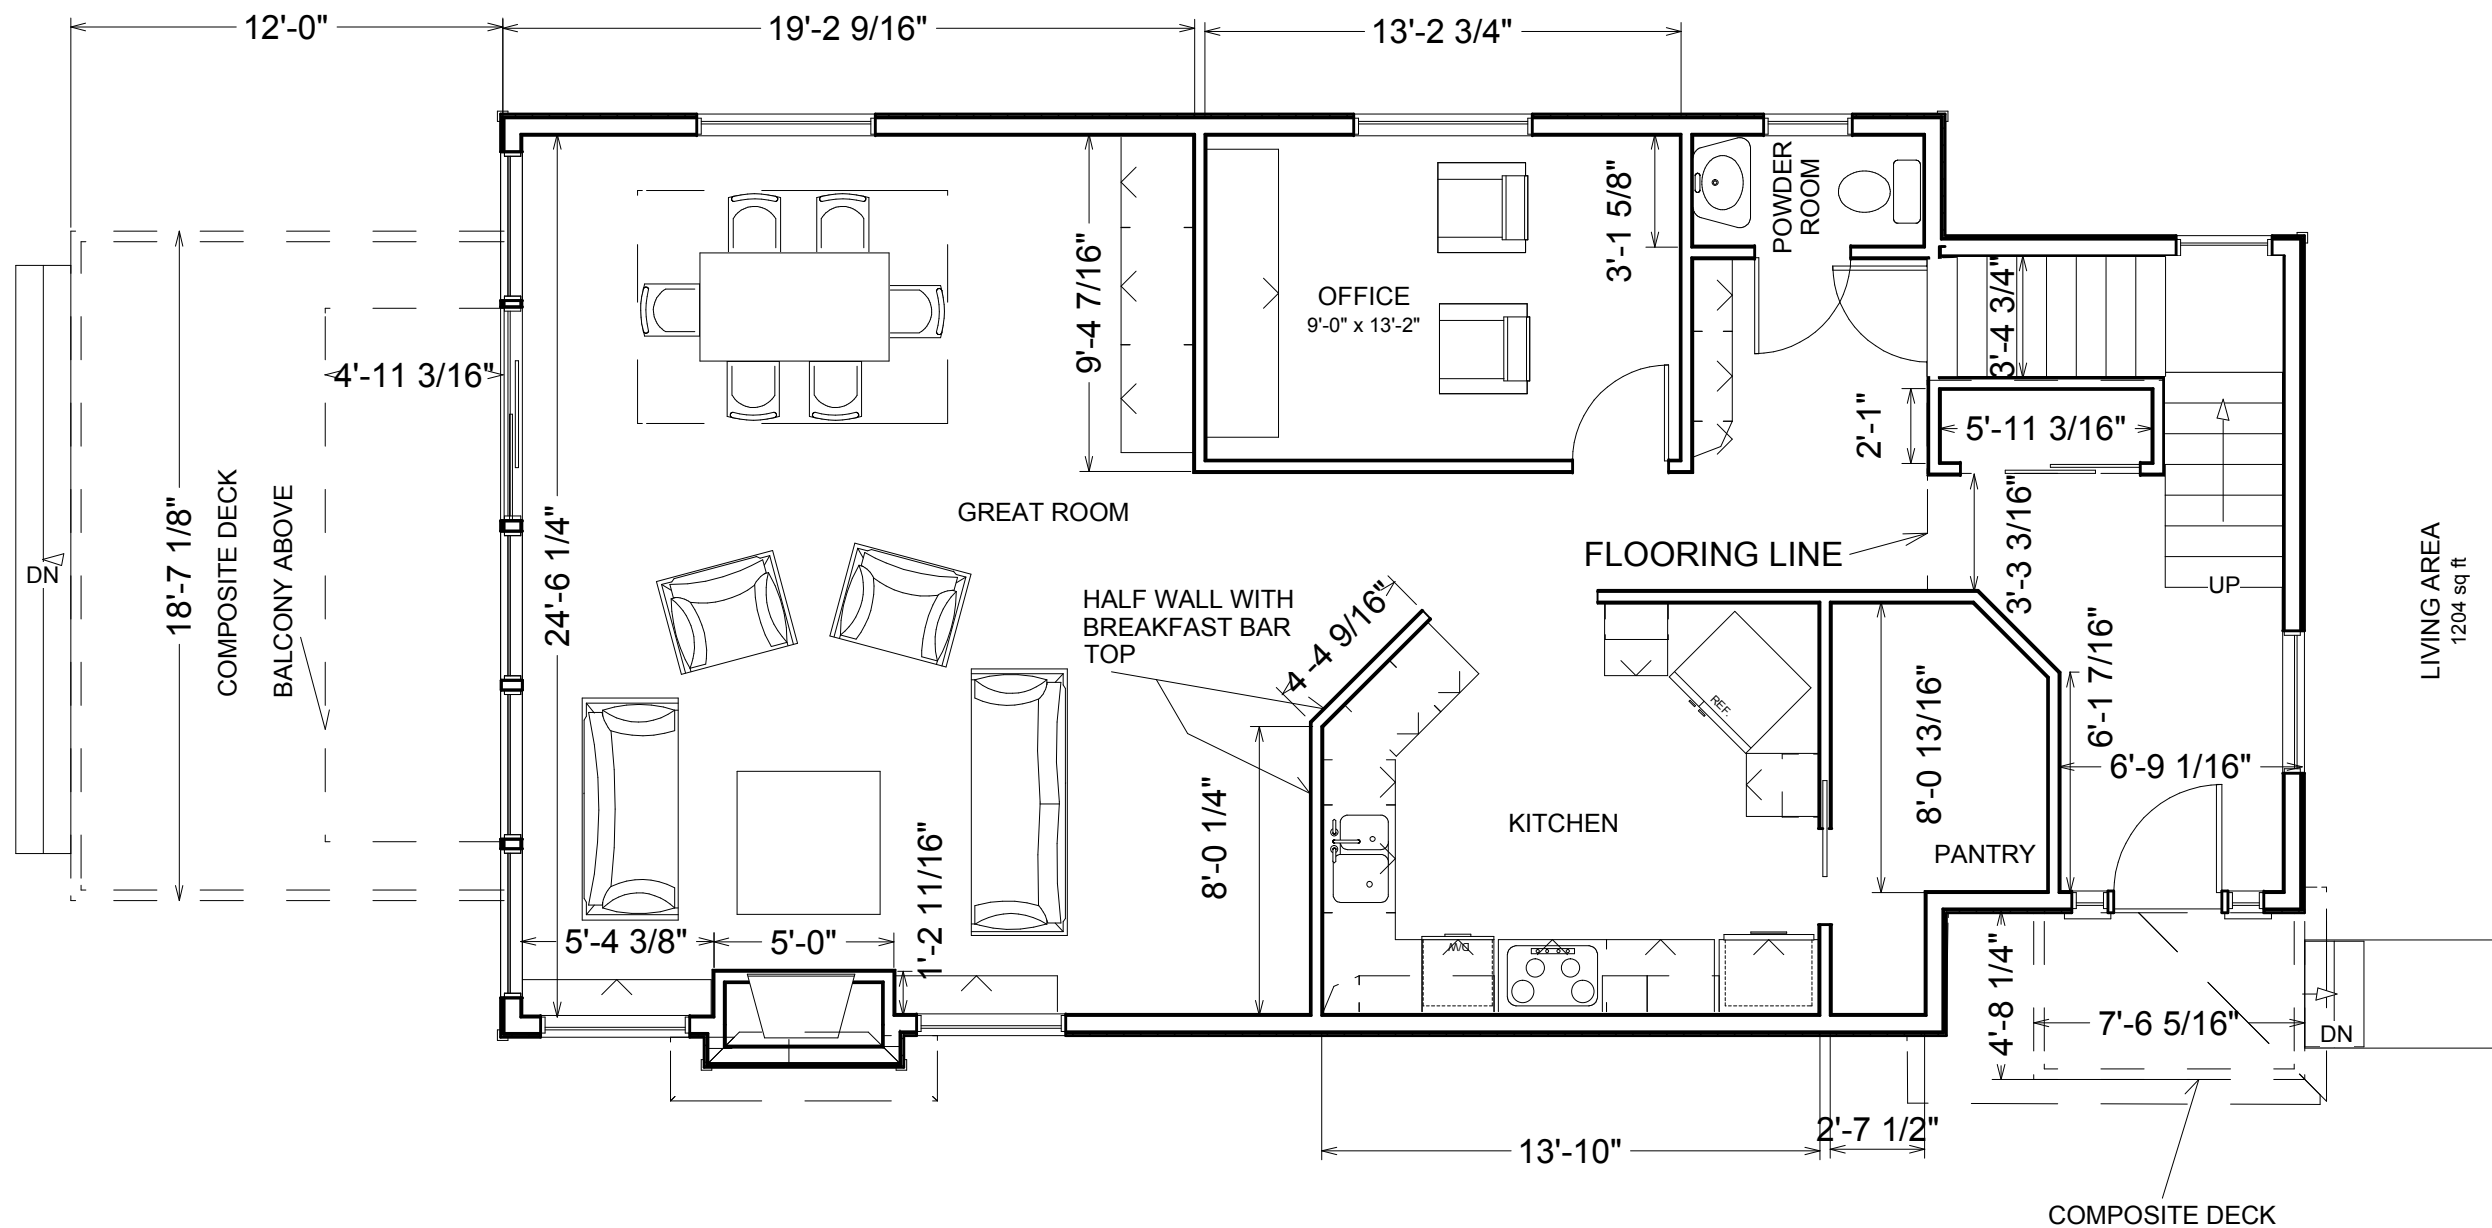 12'-0"
19'-2 9/16"
13'-2 3/4"
POWDER
ROOM
3'-1 5/8"
9'-4 7/16"
OFFICE
9'-0" x 13'-2"
3'-4 3/4"
4'-11 3/16"
2'-1"
5'-11 3/16"
18'-7 1/8"
COMPOSITE DECK
BALCONY ABOVE
DN
24'-6 1/4"
GREAT ROOM
FLOORING LINE
3'-3 3/16"
UP
LIVING AREA
1204 sq ft
HALF WALL WITH
BREAKFAST BAR
TOP
4'-4 9/16"
REF.
6'-1 7/16"
6'-9 1/16"
8'-0 13/16"
8'-0 1/4"
KITCHEN
PANTRY
5'-4 3/8"
5'-0"
1'-2 11/16"
DW
4'-8 1/4"
7'-6 5/16"
DN
13'-10"
2'-7 1/2"
COMPOSITE DECK